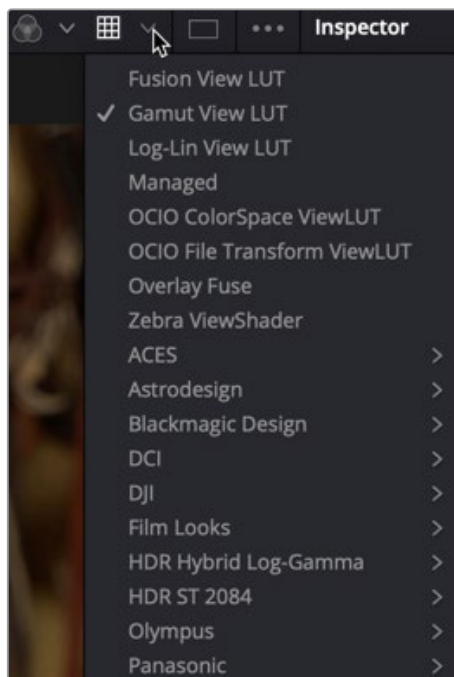 Inspector
Fusion View LUT
Gamut View LUT
Log-Lin View LUT
Managed
OCIO ColorSpace ViewLUT
OCIO File Transform ViewLUT
Overlay Fuse
Zebra ViewShader
ACES
Astrodesign
Blackmagic Design
DCI
DJI
Film Looks
HDR Hybrid Log-Gamma
HDR ST 2084
Olympus
Panasonic